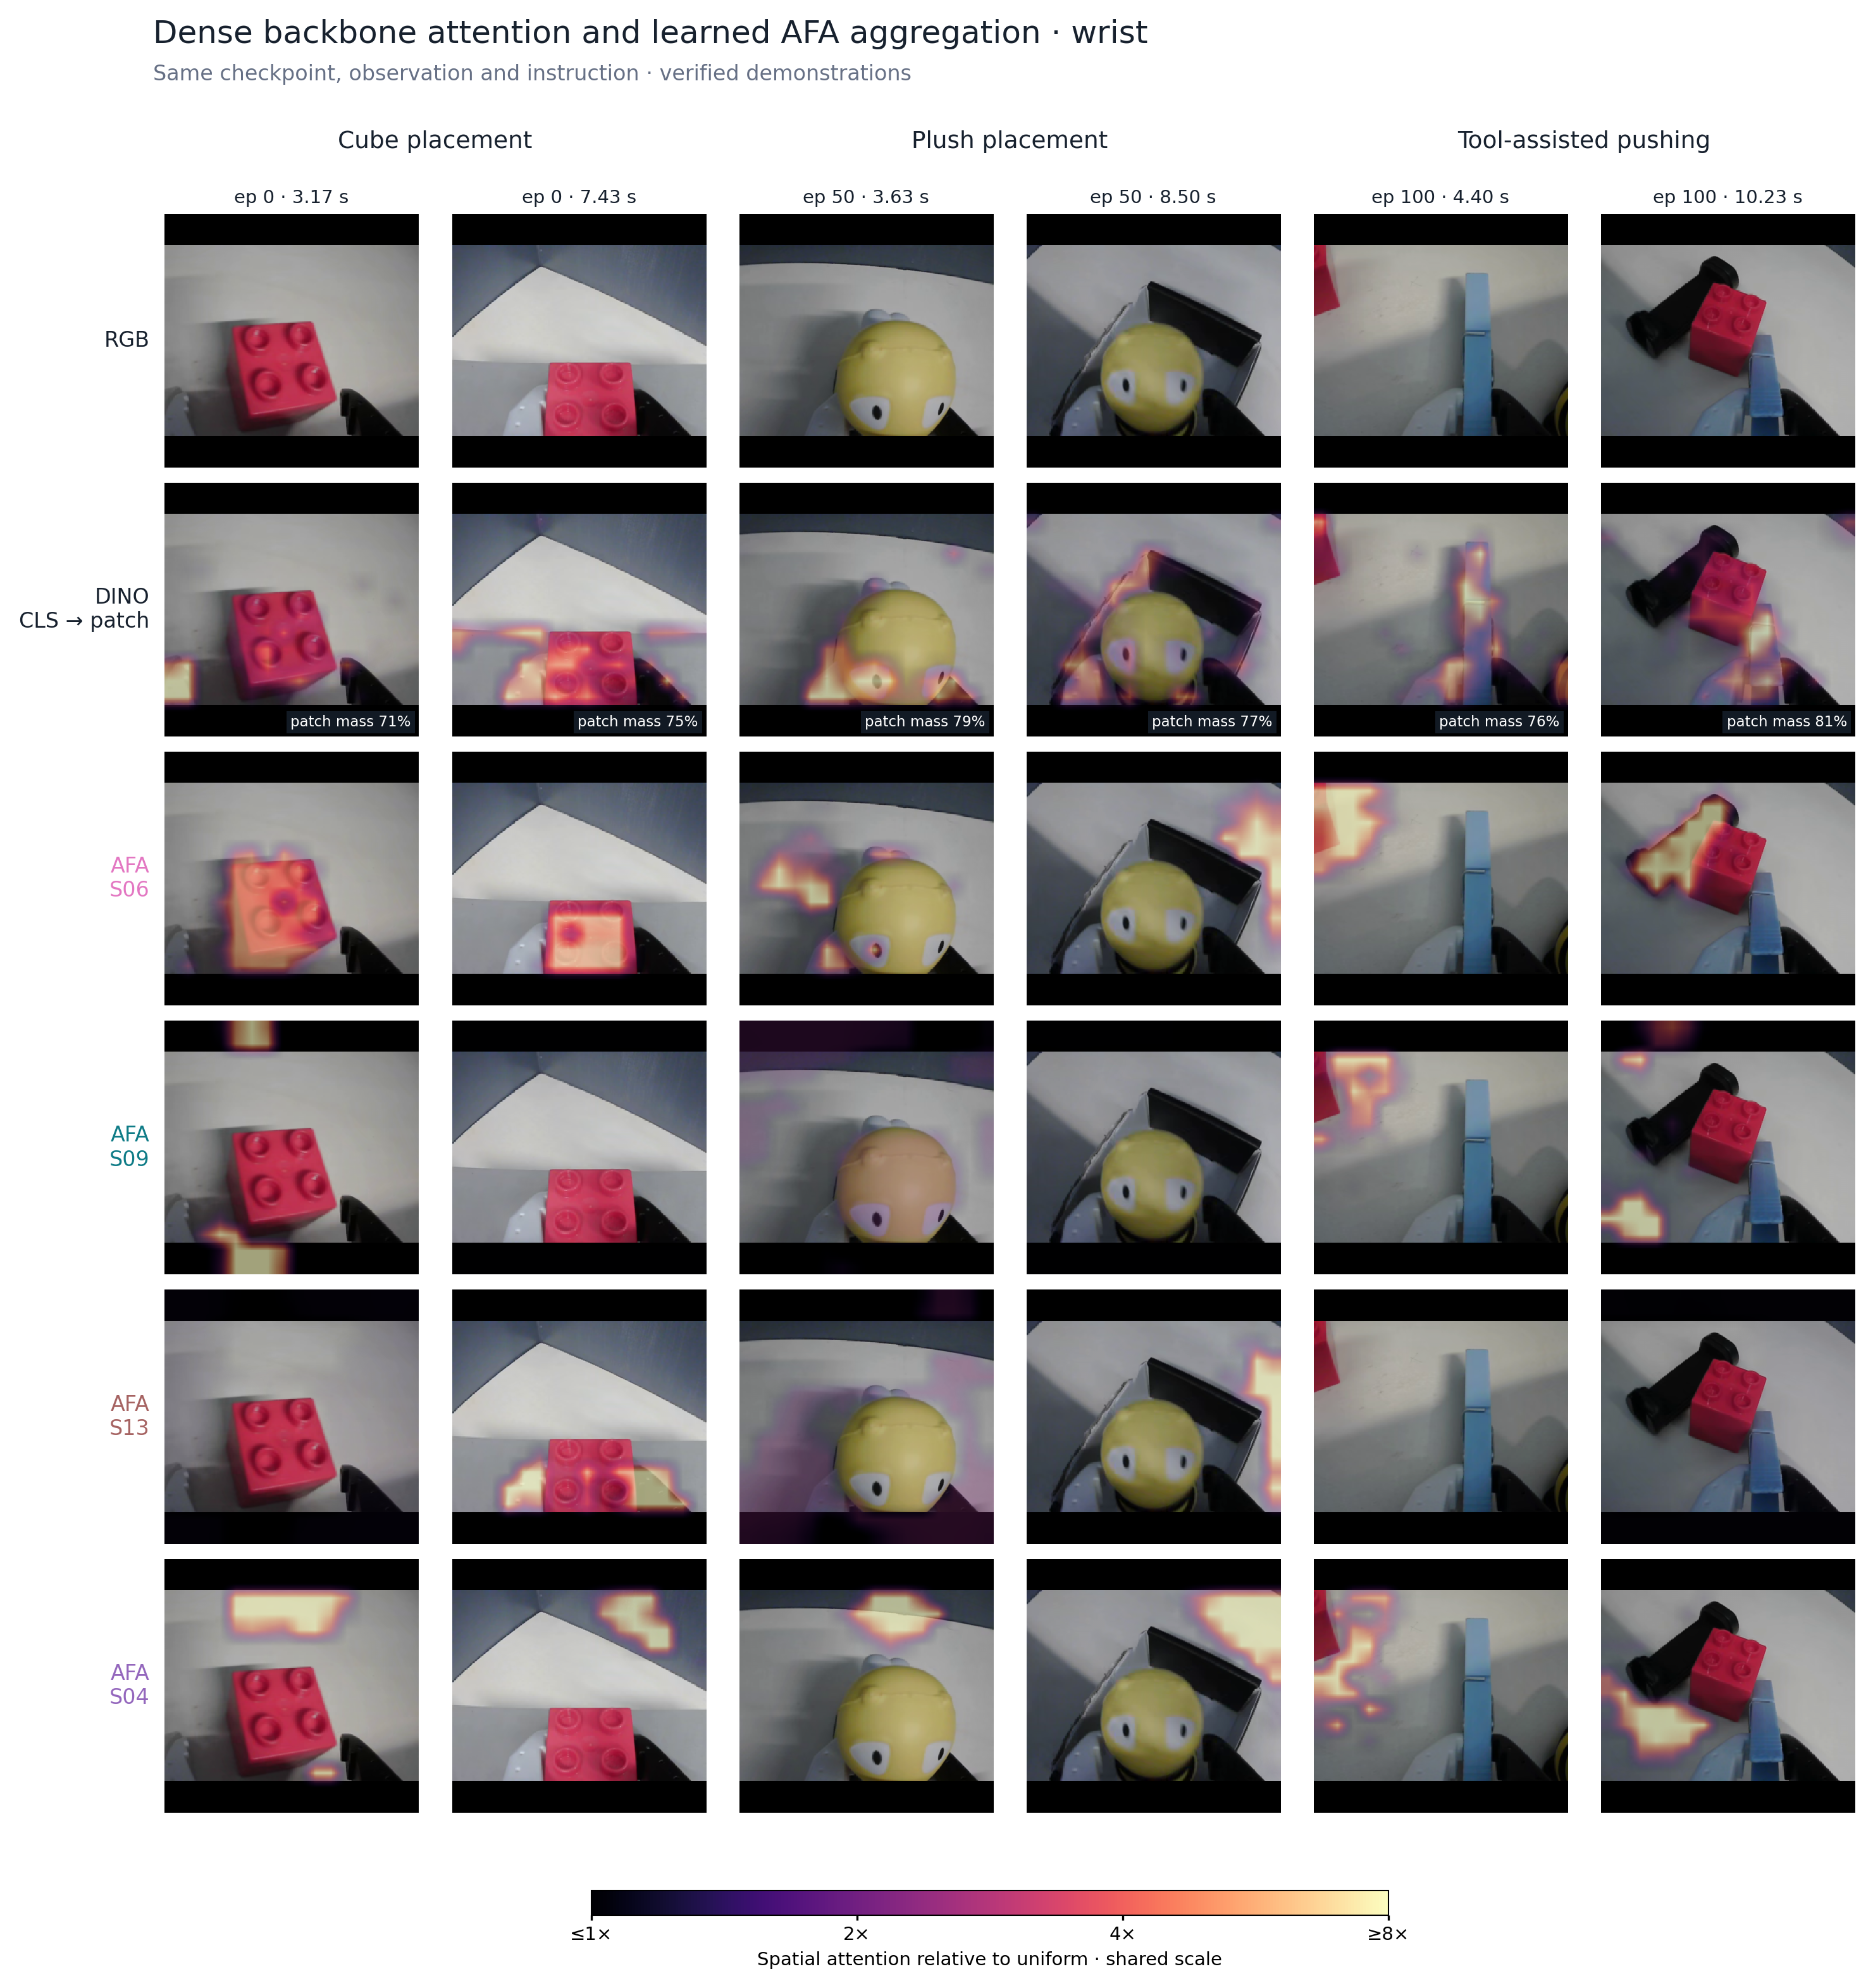 Dense backbone attention and learned AFA aggregation · wrist
Same checkpoint, observation and instruction · verified demonstrations
Cube placement
Plush placement
Tool-assisted pushing
ep 0 · 3.17 s
ep 0 · 7.43 s
ep 50 · 3.63 s
ep 50 · 8.50 s
ep 100 · 4.40 s
ep 100 · 10.23 s
RGB
DINO
CLS → patch
patch mass 71%
patch mass 75%
patch mass 79%
patch mass 77%
patch mass 76%
patch mass 81%
AFA
S06
AFA
S09
AFA
S13
AFA
S04
≤1×
2×
4×
≥8×
Spatial attention relative to uniform · shared scale